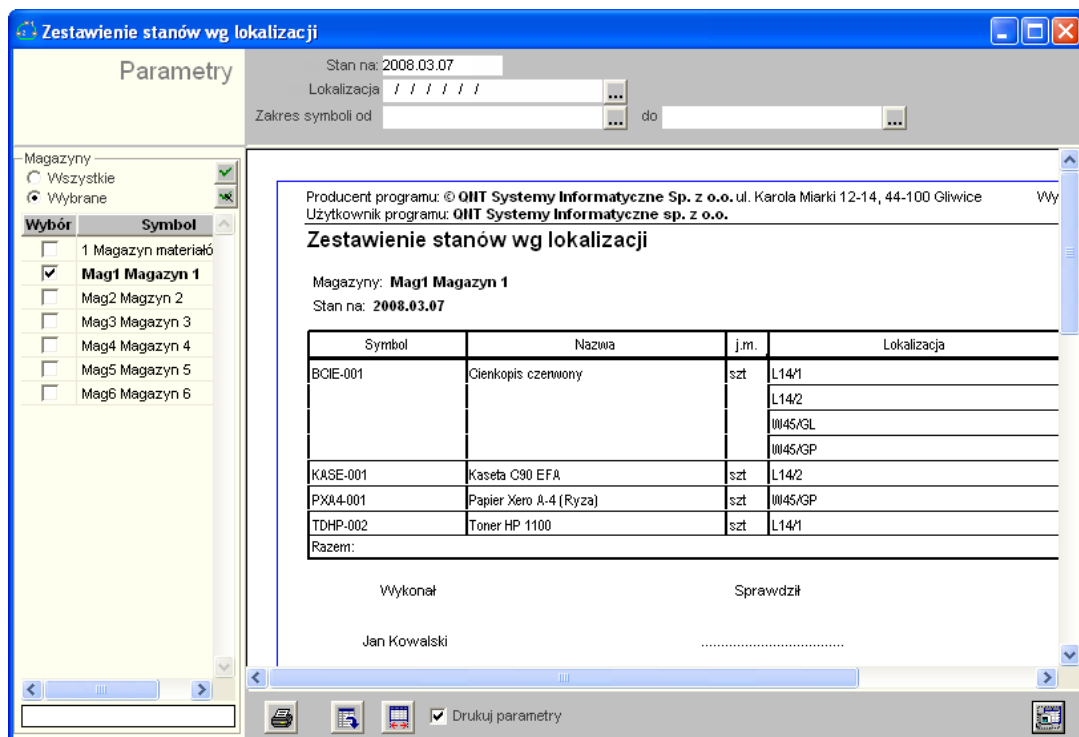 Zestawienie stanów wg lokalizacji
Parametry
Stan na: 2008.03.07
Lokalizacja / / / / / /
...
Zakres symboli od
...
do
...
Magazyny
Wszystkie
Wybrane
Wybór Symbol
1 Magazyn materiałó
Mag1 Magazyn 1
Mag2 Magzyn 2
Mag3 Magazyn 3
Mag4 Magazyn 4
Mag5 Magazyn 5
Mag6 Magazyn 6
Producent programu: © QNT Systemy Informatyczne Sp. z o.o. ul. Karola Miarki 12-14, 44-100 Gliwice Wy
Użytkownik programu: QNT Systemy Informatyczne sp. z o.o.
Zestawienie stanów wg lokalizacji
Magazyny: Mag1 Magazyn 1
Stan na: 2008.03.07
Symbol Nazwa j.m. Lokalizacja
BCIE-001 Cienkopis czerwony szt L14/1
L14/2
W45/GL
W45/GP
KASE-001 Kaseta C90 EFA szt L14/2
PXA4-001 Papier Xero A-4 (Ryza) szt W45/GP
TDHP-002 Toner HP 1100 szt L14/1
Razem:
Wykonał Sprawdził
Jan Kowalski ....................................
Drukuj parametry